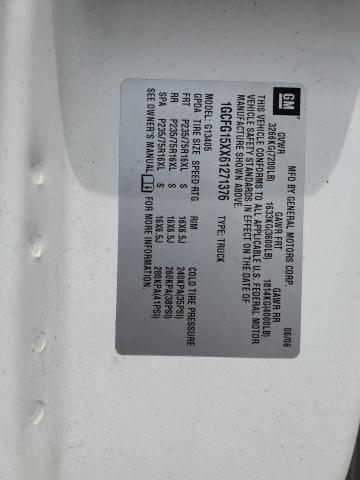 GM
MFD BY GENERAL MOTORS CORP. 06/06
GVWR GAWR FRT GAWR RR
3266KG(7200LB) 1633KG(3600LB) 1814KG(4000LB)
THIS VEHICLE CONFORMS TO ALL APPLICABLE U.S. FEDERAL MOTOR
VEHICLE SAFETY STANDARDS IN EFFECT ON THE DATE OF
MANUFACTURE SHOWN ABOVE.
1GCFG15XX61271376 TYPE: TRUCK
MODEL: G13405
GPDA TIRE SIZE SPEED RTG RIM COLD TIRE PRESSURE
FRT P235/75R16XL S 16X6.5J 240KPA(35PSI)
RR P235/75R16XL S 16X6.5J 260KPA(38PSI)
SPA P235/75R16XL S 16X6.5J 280KPA(41PSI)
SEE OWNER'S MANUAL